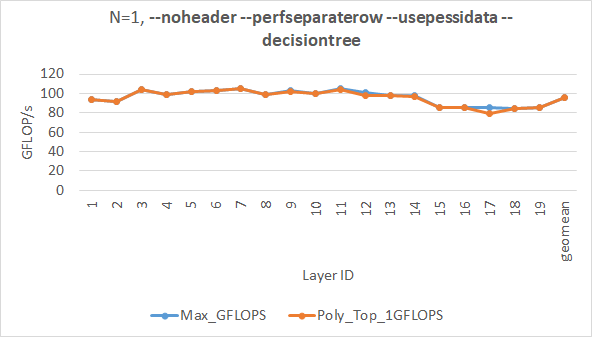 N=1, --noheader --perfseparaterow --usepessidata --
decisiontree
GFLOP/s
120
100
80
60
40
20
0
1 2 3 4 5 6 7 8 9 10 11 12 13 14 15 16 17 18 19 geomean
Layer ID
Max_GFLOPS Poly_Top_1GFLOPS